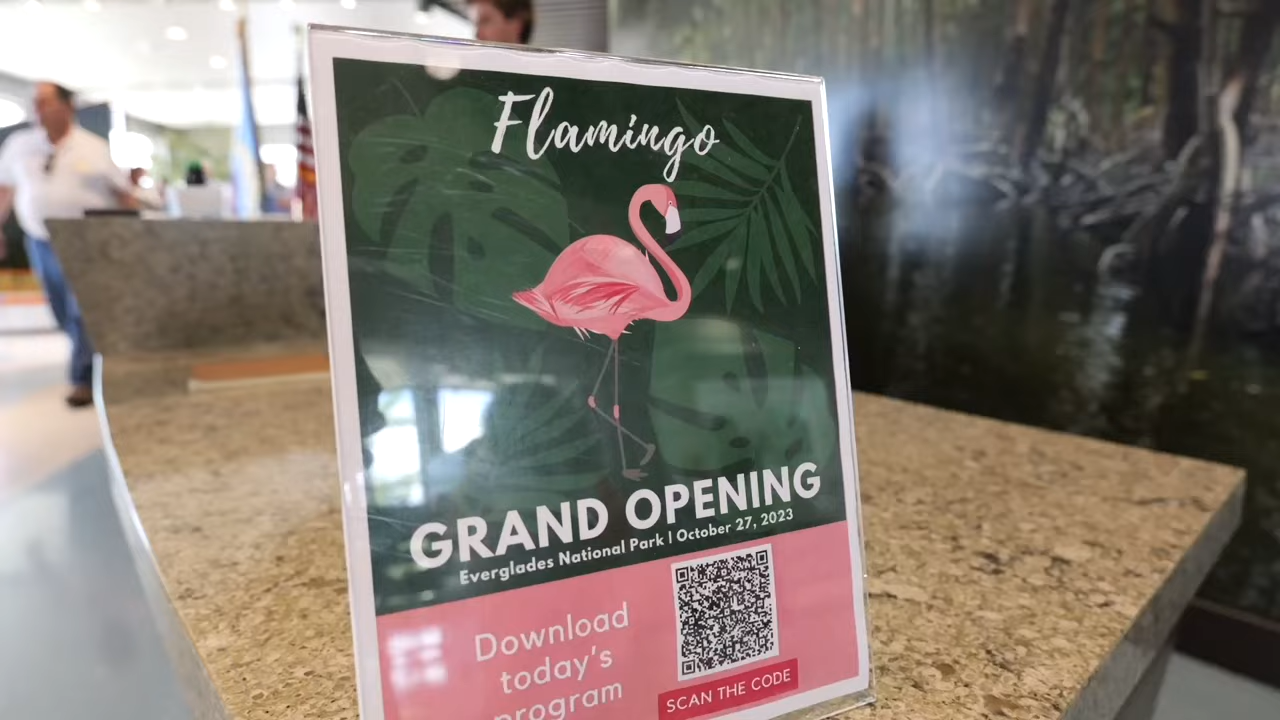 Flamingo
GRAND OPENING
Everglades National Park | October 27, 2023
Download
today's
program
SCAN THE CODE